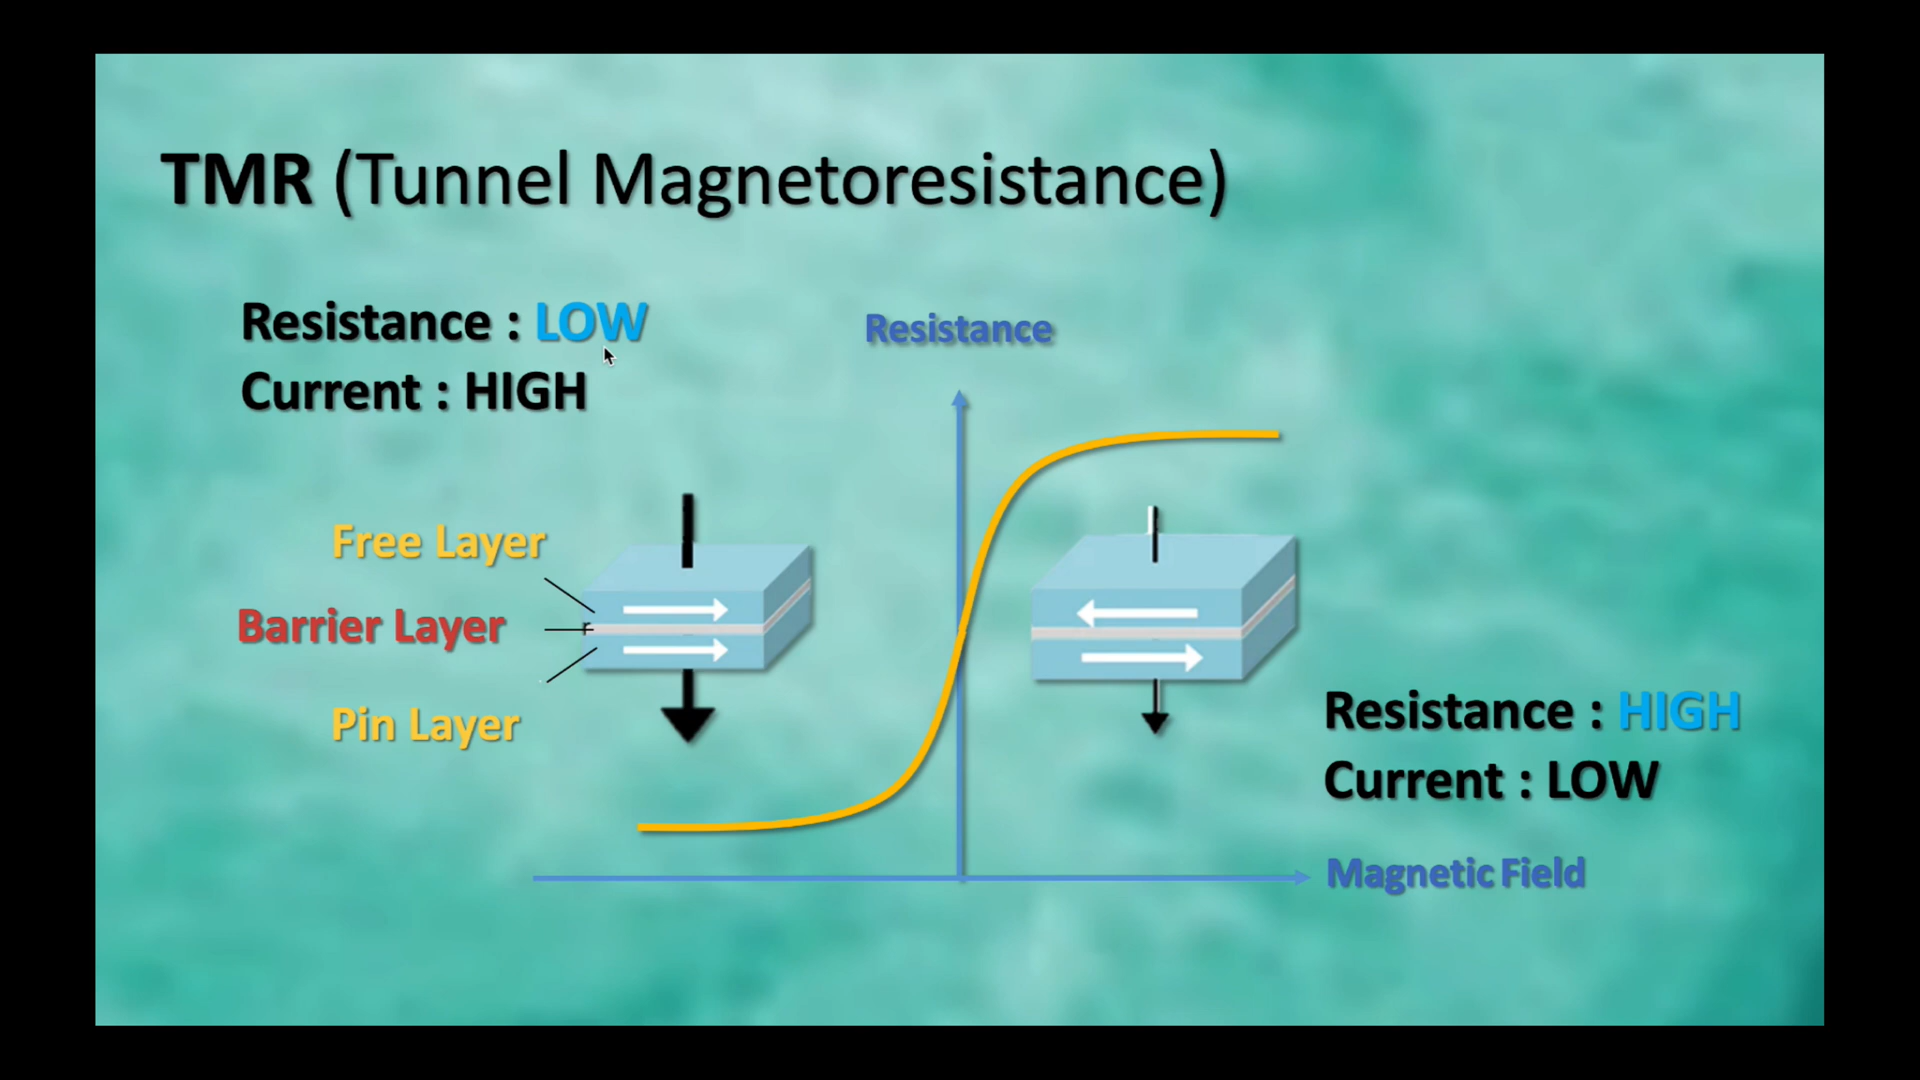 TMR (Tunnel Magnetoresistance)
Resistance : LOW
Current : HIGH
Resistance
Free Layer
Barrier Layer
Pin Layer
Resistance : HIGH
Current : LOW
Magnetic Field